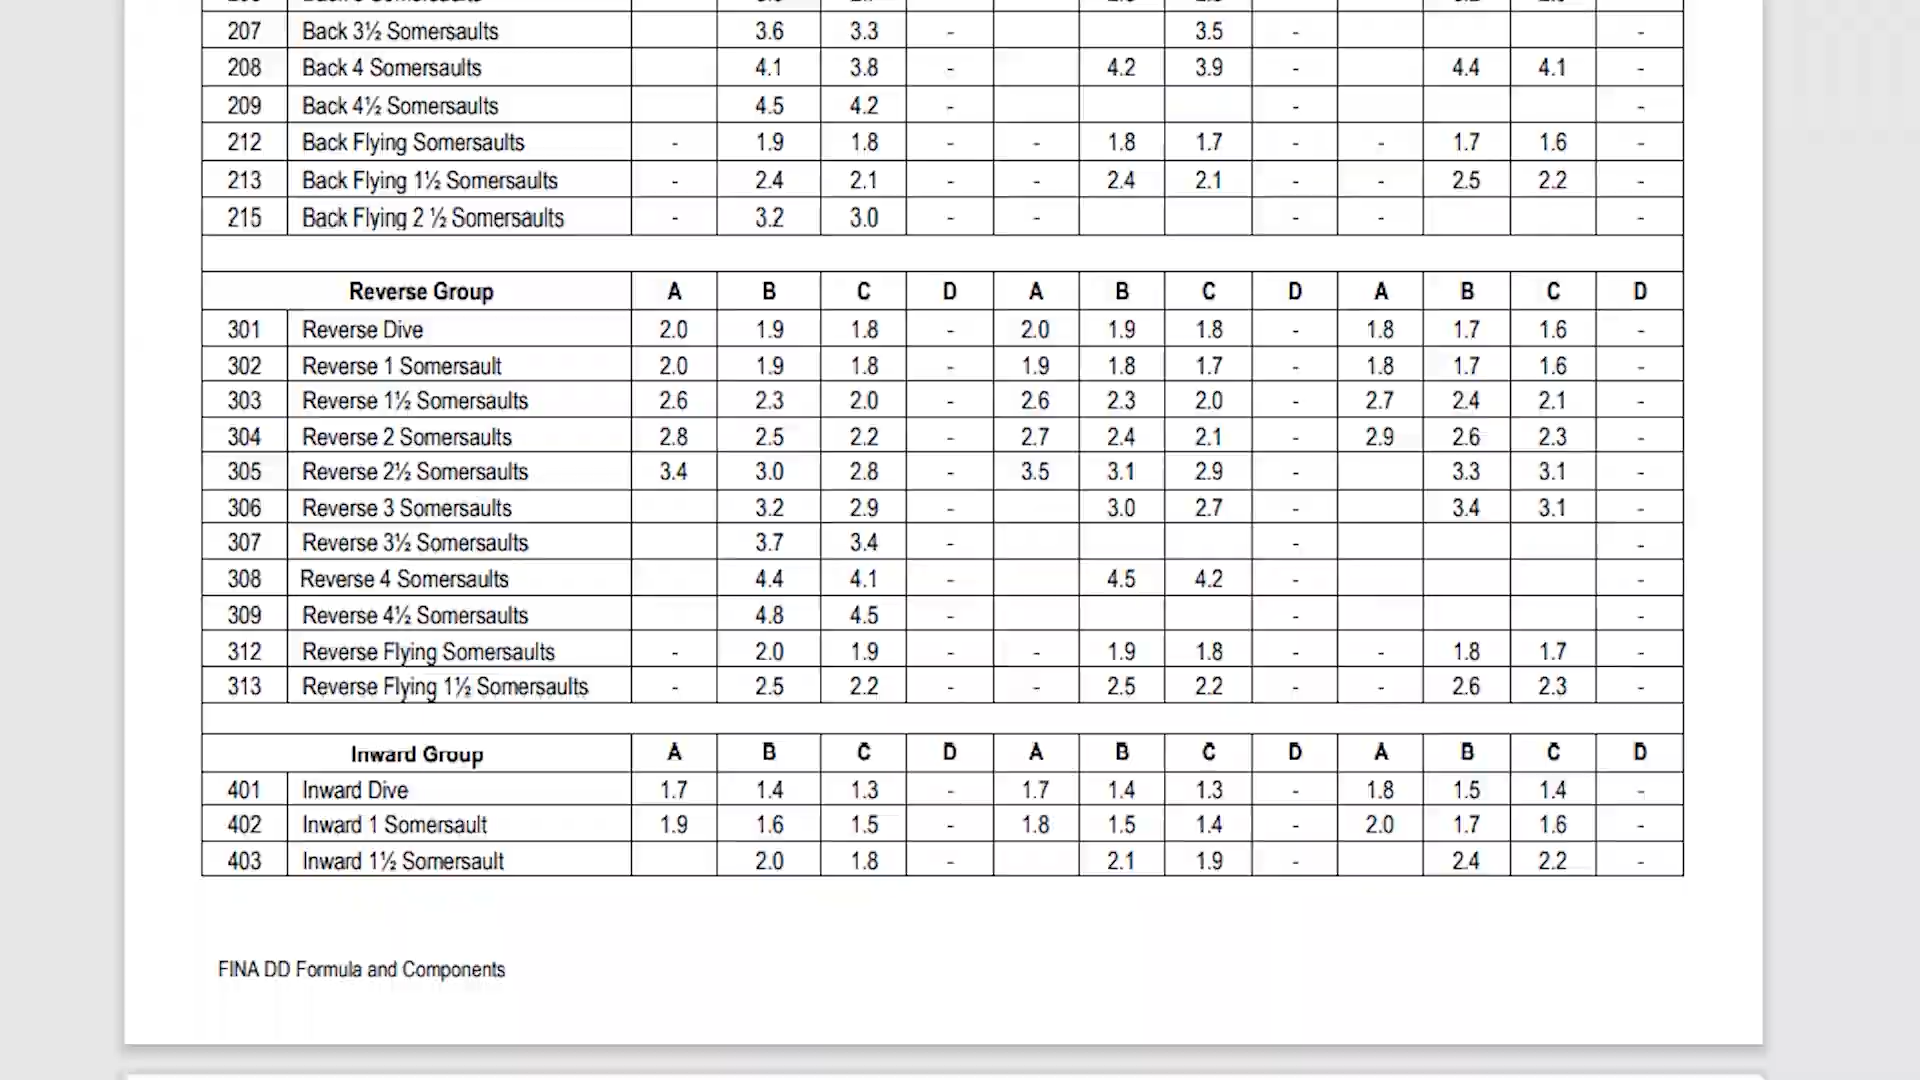 207 Back 3½ Somersaults 3.6 3.3 - 3.5 - -
208 Back 4 Somersaults 4.1 3.8 - 4.2 3.9 - 4.4 4.1 -
209 Back 4½ Somersaults 4.5 4.2 - -
212 Back Flying Somersaults - 1.9 1.8 - - 1.8 1.7 - - 1.7 1.6 -
213 Back Flying 1½ Somersaults - 2.4 2.1 - - 2.4 2.1 - - 2.5 2.2 -
215 Back Flying 2 ½ Somersaults - 3.2 3.0 - - - - -
Reverse Group A B C D A B C D A B C D
301 Reverse Dive 2.0 1.9 1.8 - 2.0 1.9 1.8 - 1.8 1.7 1.6 -
302 Reverse 1 Somersault 2.0 1.9 1.8 - 1.9 1.8 1.7 - 1.8 1.7 1.6 -
303 Reverse 1½ Somersaults 2.6 2.3 2.0 - 2.6 2.3 2.0 - 2.7 2.4 2.1 -
304 Reverse 2 Somersaults 2.8 2.5 2.2 - 2.7 2.4 2.1 - 2.9 2.6 2.3 -
305 Reverse 2½ Somersaults 3.4 3.0 2.8 - 3.5 3.1 2.9 - 3.3 3.1 -
306 Reverse 3 Somersaults 3.2 2.9 - 3.0 2.7 - 3.4 3.1 -
307 Reverse 3½ Somersaults 3.7 3.4 - - -
308 Reverse 4 Somersaults 4.4 4.1 - 4.5 4.2 - -
309 Reverse 4½ Somersaults 4.8 4.5 - - -
312 Reverse Flying Somersaults - 2.0 1.9 - - 1.9 1.8 - - 1.8 1.7 -
313 Reverse Flying 1½ Somersaults - 2.5 2.2 - - 2.5 2.2 - - 2.6 2.3 -
Inward Group A B C D A B C D A B C D
401 Inward Dive 1.7 1.4 1.3 - 1.7 1.4 1.3 - 1.8 1.5 1.4 -
402 Inward 1 Somersault 1.9 1.6 1.5 - 1.8 1.5 1.4 - 2.0 1.7 1.6 -
403 Inward 1½ Somersault 2.0 1.8 - 2.1 1.9 - 2.4 2.2 -
FINA DD Formula and Components